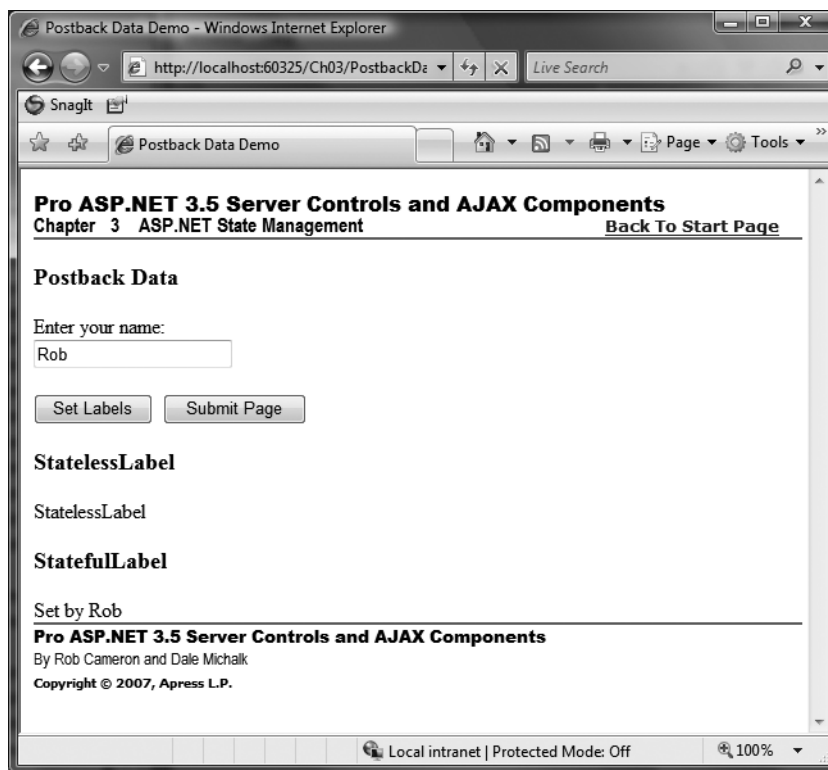 Postback Data Demo - Windows Internet Explorer
http://localhost:60325/Ch03/PostbackDa
Live Search
SnagIt
Postback Data Demo
Page
Tools
Pro ASP.NET 3.5 Server Controls and AJAX Components
Chapter 3 ASP.NET State Management Back To Start Page
Postback Data
Enter your name:
Rob
Set Labels Submit Page
StatelessLabel
StatelessLabel
StatefulLabel
Set by Rob
Pro ASP.NET 3.5 Server Controls and AJAX Components
By Rob Cameron and Dale Michalk
Copyright © 2007, Apress L.P.
Local intranet | Protected Mode: Off 100%